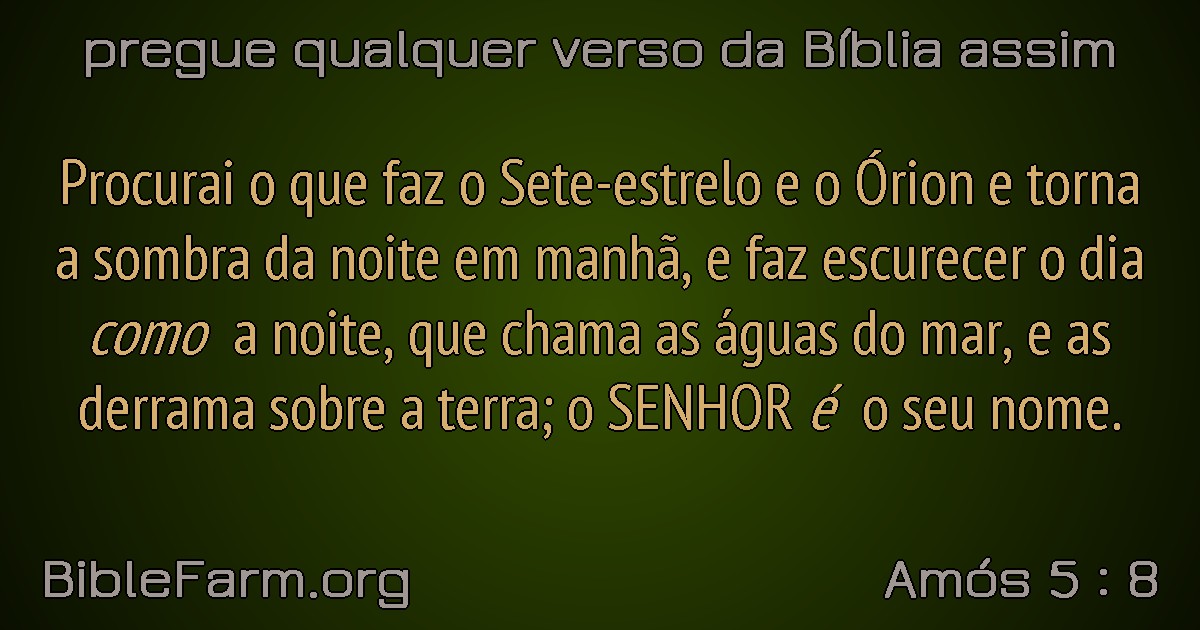 pregue qualquer verso da Bíblia assim
Procurai o que faz o Sete-estrelo e o Órion e torna
a sombra da noite em manhã, e faz escurecer o dia
como a noite, que chama as águas do mar, e as
derrama sobre a terra; o SENHOR é o seu nome.
BibleFarm.org
Amós 5 : 8